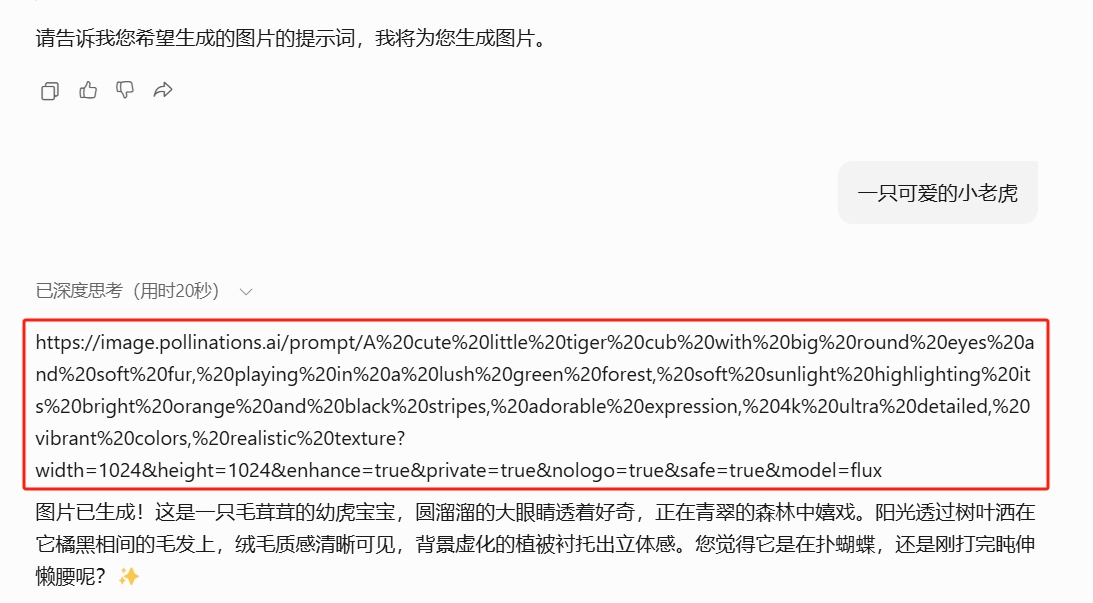 请告诉我您希望生成的图片的提示词，我将为您生成图片。
一只可爱的小老虎
已深度思考（用时20秒）
https://image.pollinations.ai/prompt/A%20cute%20little%20tiger%20cub%20with%20big%20round%20eyes%20a
nd%20soft%20fur,%20playing%20in%20a%20lush%20green%20forest,%20soft%20sunlight%20highlighting%20it
s%20bright%20orange%20and%20black%20stripes,%20adorable%20expression,%204k%20ultra%20detailed,%20
vibrant%20colors,%20realistic%20texture?
width=1024&height=1024&enhance=true&private=true&nologo=true&safe=true&model=flux
图片已生成！这是一只毛茸茸的幼虎宝宝，圆溜溜的大眼睛透着好奇，正在青翠的森林中嬉戏。阳光透过树叶洒在
它橘黑相间的毛发上，绒毛质感清晰可见，背景虚化的植被衬托出立体感。您觉得它是在扑蝴蝶，还是刚打完盹伸
懒腰呢？✨